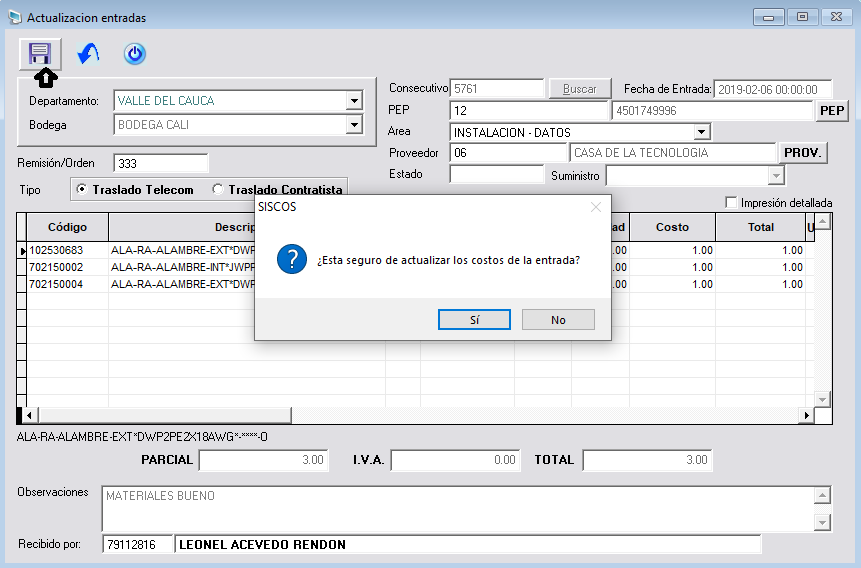 Actualizacion entradas
Departamento: VALLE DEL CAUCA
Bodega BODEGA CALI
Consecutivo 5761 Buscar Fecha de Entrada: 2019-02-06 00:00:00
PEP 12 4501749996 PEP
Area INSTALACION - DATOS
Proveedor 06 CASA DE LA TECNOLOGIA PROV.
Estado Suministro
Remisión/Orden 333
Tipo Traslado Telecom Traslado Contratista
Impresión detallada
Código Descrip ad Costo Total U
102530683 ALA-RA-ALAMBRE-EXT*DWP .00 1.00 1.00
702150002 ALA-RA-ALAMBRE-INT*JWPP .00 1.00 1.00
702150004 ALA-RA-ALAMBRE-EXT*DWP .00 1.00 1.00
SISCOS
¿Esta seguro de actualizar los costos de la entrada?
Sí No
ALA-RA-ALAMBRE-EXT*DWP2PE2X18AWG*-****-O
PARCIAL 3.00 I.V.A. 0.00 TOTAL 3.00
Observaciones MATERIALES BUENO
Recibido por: 79112816 LEONEL ACEVEDO RENDON